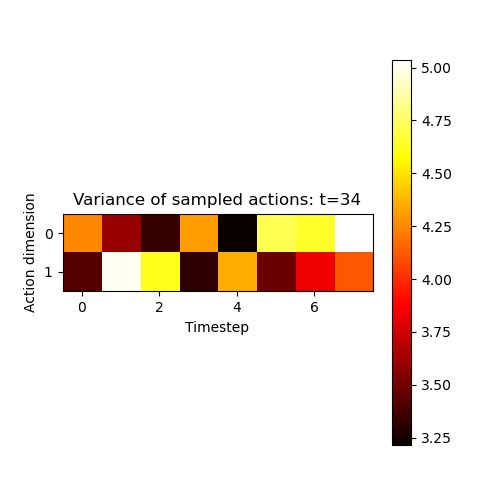 Variance of sampled actions: t=34
Action dimension
0
1
0 2 4 6
Timestep
5.00
4.75
4.50
4.25
4.00
3.75
3.50
3.25